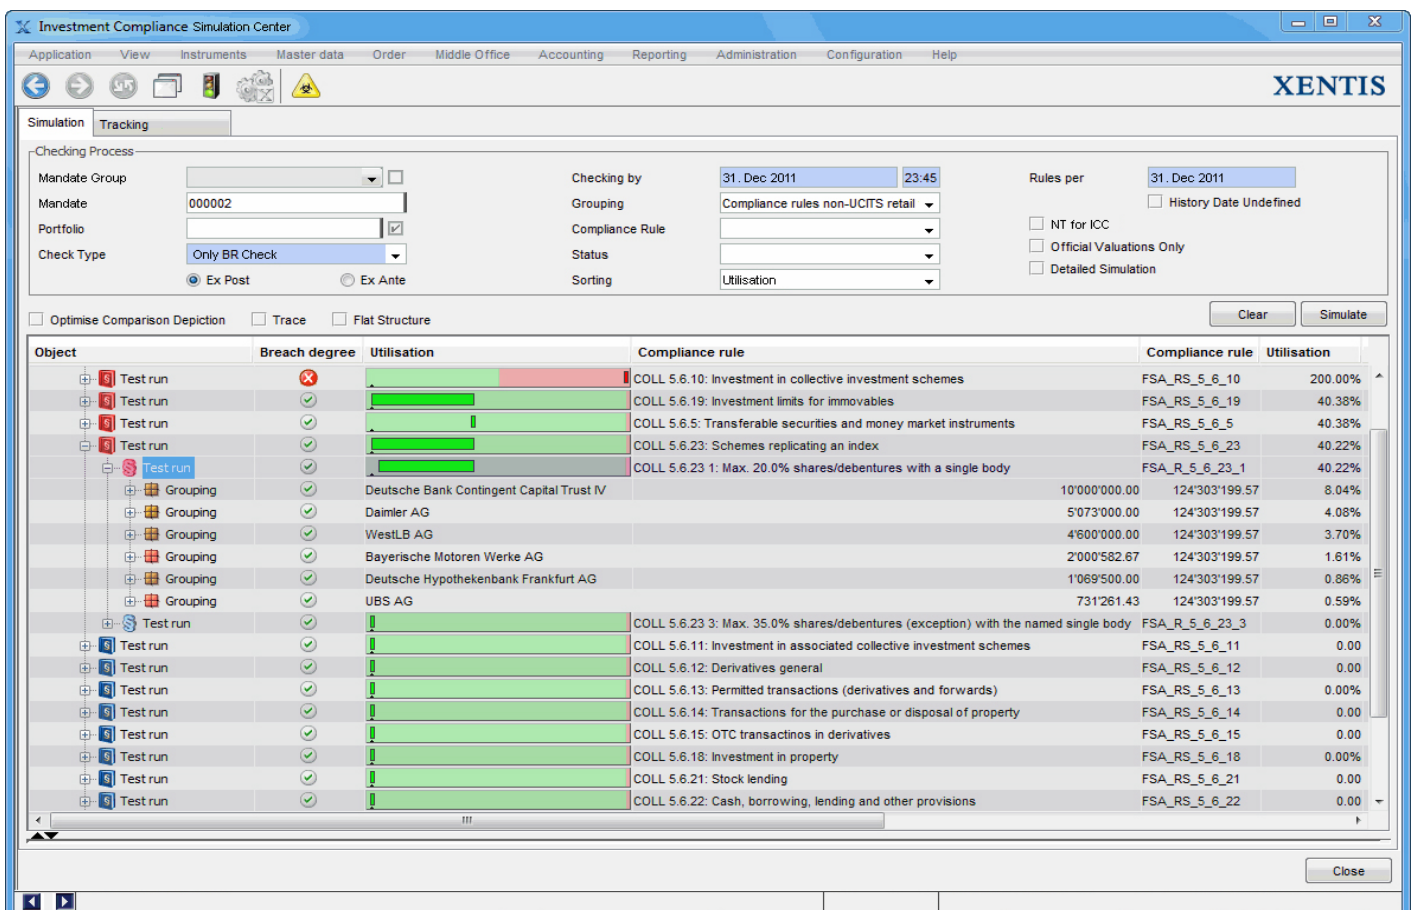 Investment Compliance Simulation Center
Application View Instruments Master data Order Middle Office Accounting Reporting Administration Configuration Help
XENTIS
Simulation Tracking
Checking Process
Mandate Group Checking by 31. Dec 2011 23:45 Rules per 31. Dec 2011
Mandate 000002 Grouping Compliance rules non-UCITS retail History Date Undefined
Portfolio Compliance Rule NT for ICC
Check Type Only BR Check Status Official Valuations Only
Ex Post Ex Ante Sorting Utilisation Detailed Simulation
Optimise Comparison Depiction Trace Flat Structure Clear Simulate
Object Breach degree Utilisation Compliance rule Compliance rule Utilisation
Test run COLL 5.6.10: Investment in collective investment schemes FSA_RS_5_6_10 200.00%
Test run COLL 5.6.19: Investment limits for immovables FSA_RS_5_6_19 40.38%
Test run COLL 5.6.5: Transferable securities and money market instruments FSA_RS_5_6_5 40.38%
Test run COLL 5.6.23: Schemes replicating an index FSA_RS_5_6_23 40.22%
Test run COLL 5.6.23 1: Max. 20.0% shares/debentures with a single body FSA_R_5_6_23_1 40.22%
Grouping Deutsche Bank Contingent Capital Trust IV 10'000'000.00 124'303'199.57 8.04%
Grouping Daimler AG 5'073'000.00 124'303'199.57 4.08%
Grouping WestLB AG 4'600'000.00 124'303'199.57 3.70%
Grouping Bayerische Motoren Werke AG 2'000'582.67 124'303'199.57 1.61%
Grouping Deutsche Hypothekenbank Frankfurt AG 1'069'500.00 124'303'199.57 0.86%
Grouping UBS AG 731'261.43 124'303'199.57 0.59%
Test run COLL 5.6.23 3: Max. 35.0% shares/debentures (exception) with the named single body FSA_R_5_6_23_3 0.00%
Test run COLL 5.6.11: Investment in associated collective investment schemes FSA_RS_5_6_11 0.00
Test run COLL 5.6.12: Derivatives general FSA_RS_5_6_12 0.00
Test run COLL 5.6.13: Permitted transactions (derivatives and forwards) FSA_RS_5_6_13 0.00%
Test run COLL 5.6.14: Transactions for the purchase or disposal of property FSA_RS_5_6_14 0.00
Test run COLL 5.6.15: OTC transactinos in derivatives FSA_RS_5_6_15 0.00
Test run COLL 5.6.18: Investment in property FSA_RS_5_6_18 0.00%
Test run COLL 5.6.21: Stock lending FSA_RS_5_6_21 0.00
Test run COLL 5.6.22: Cash, borrowing, lending and other provisions FSA_RS_5_6_22 0.00
Close